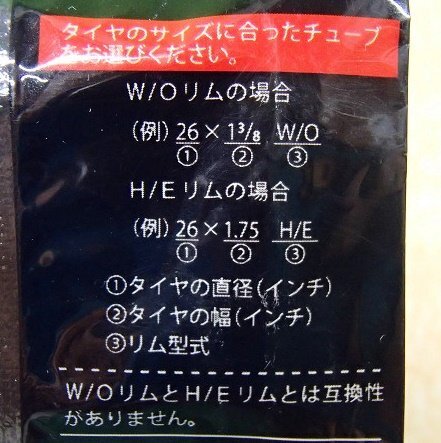 タイヤのサイズに合ったチューブ
をお選びください。
W/Oリムの場合
(例) 26 × 1³/₈ W/O
① ② ③
H/Eリムの場合
(例) 26 × 1.75 H/E
① ② ③
①タイヤの直径(インチ)
②タイヤの幅(インチ)
③リム型式
W/OリムとH/Eリムとは互換性
がありません。